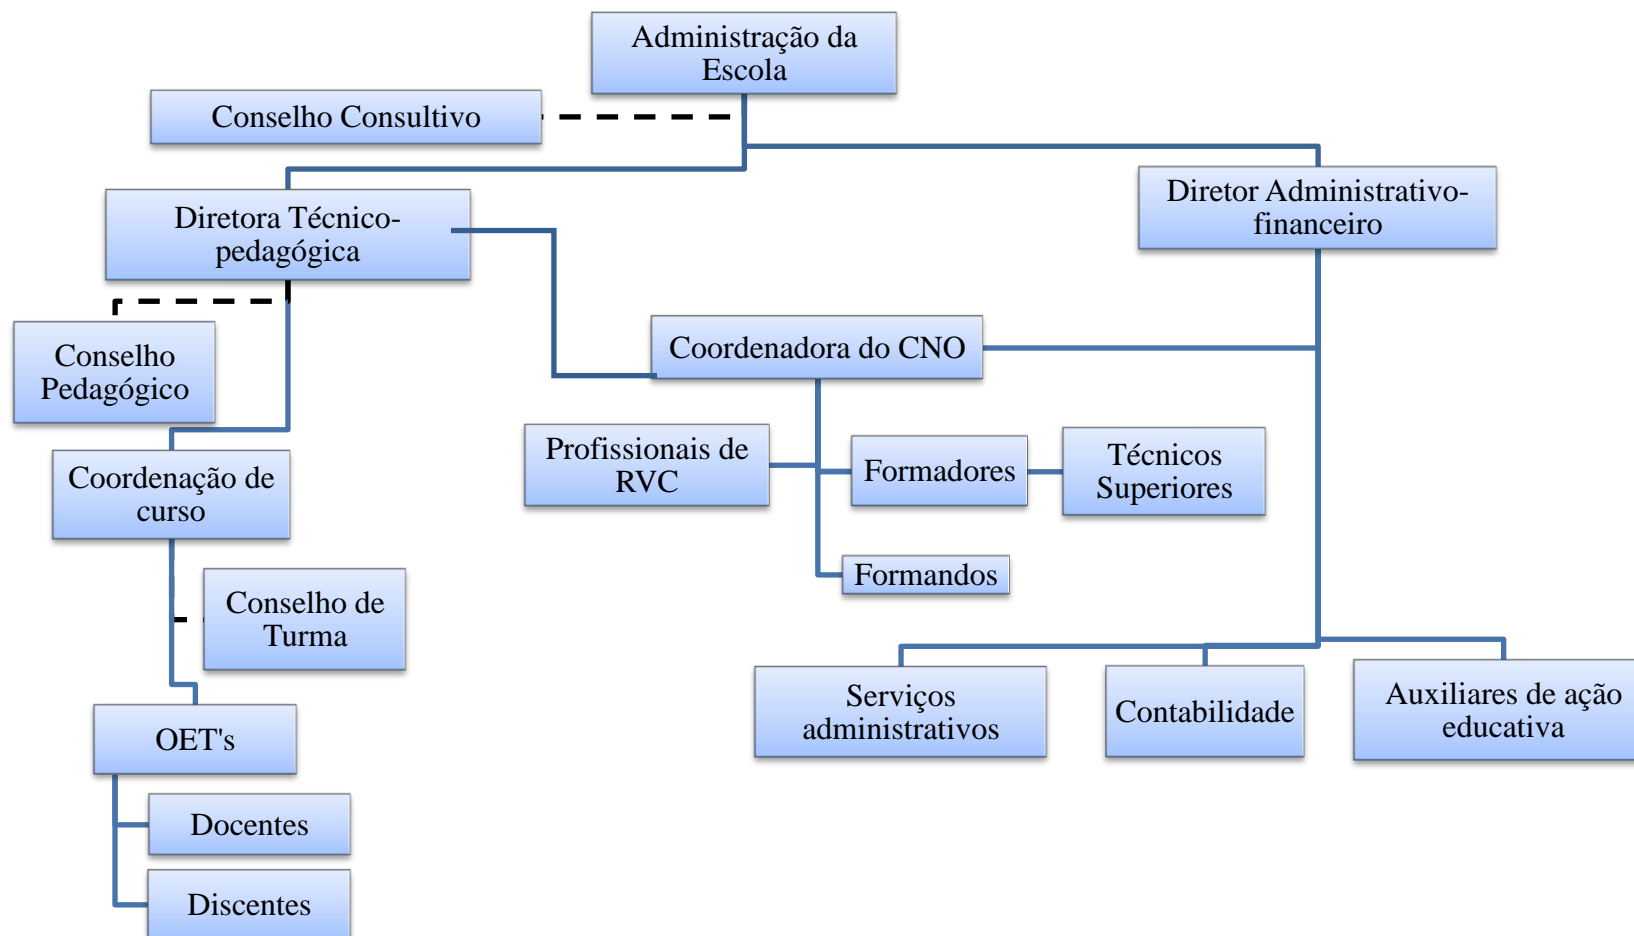 Administração da
Escola
Conselho Consultivo
Diretora Técnico-
pedagógica
Diretor Administrativo-
financeiro
Conselho
Pedagógico
Coordenadora do CNO
Profissionais de
RVC
Formadores
Técnicos
Superiores
Coordenação de
curso
Formandos
Conselho de
Turma
Serviços
administrativos
Contabilidade
Auxiliares de ação
educativa
OET's
Docentes
Discentes